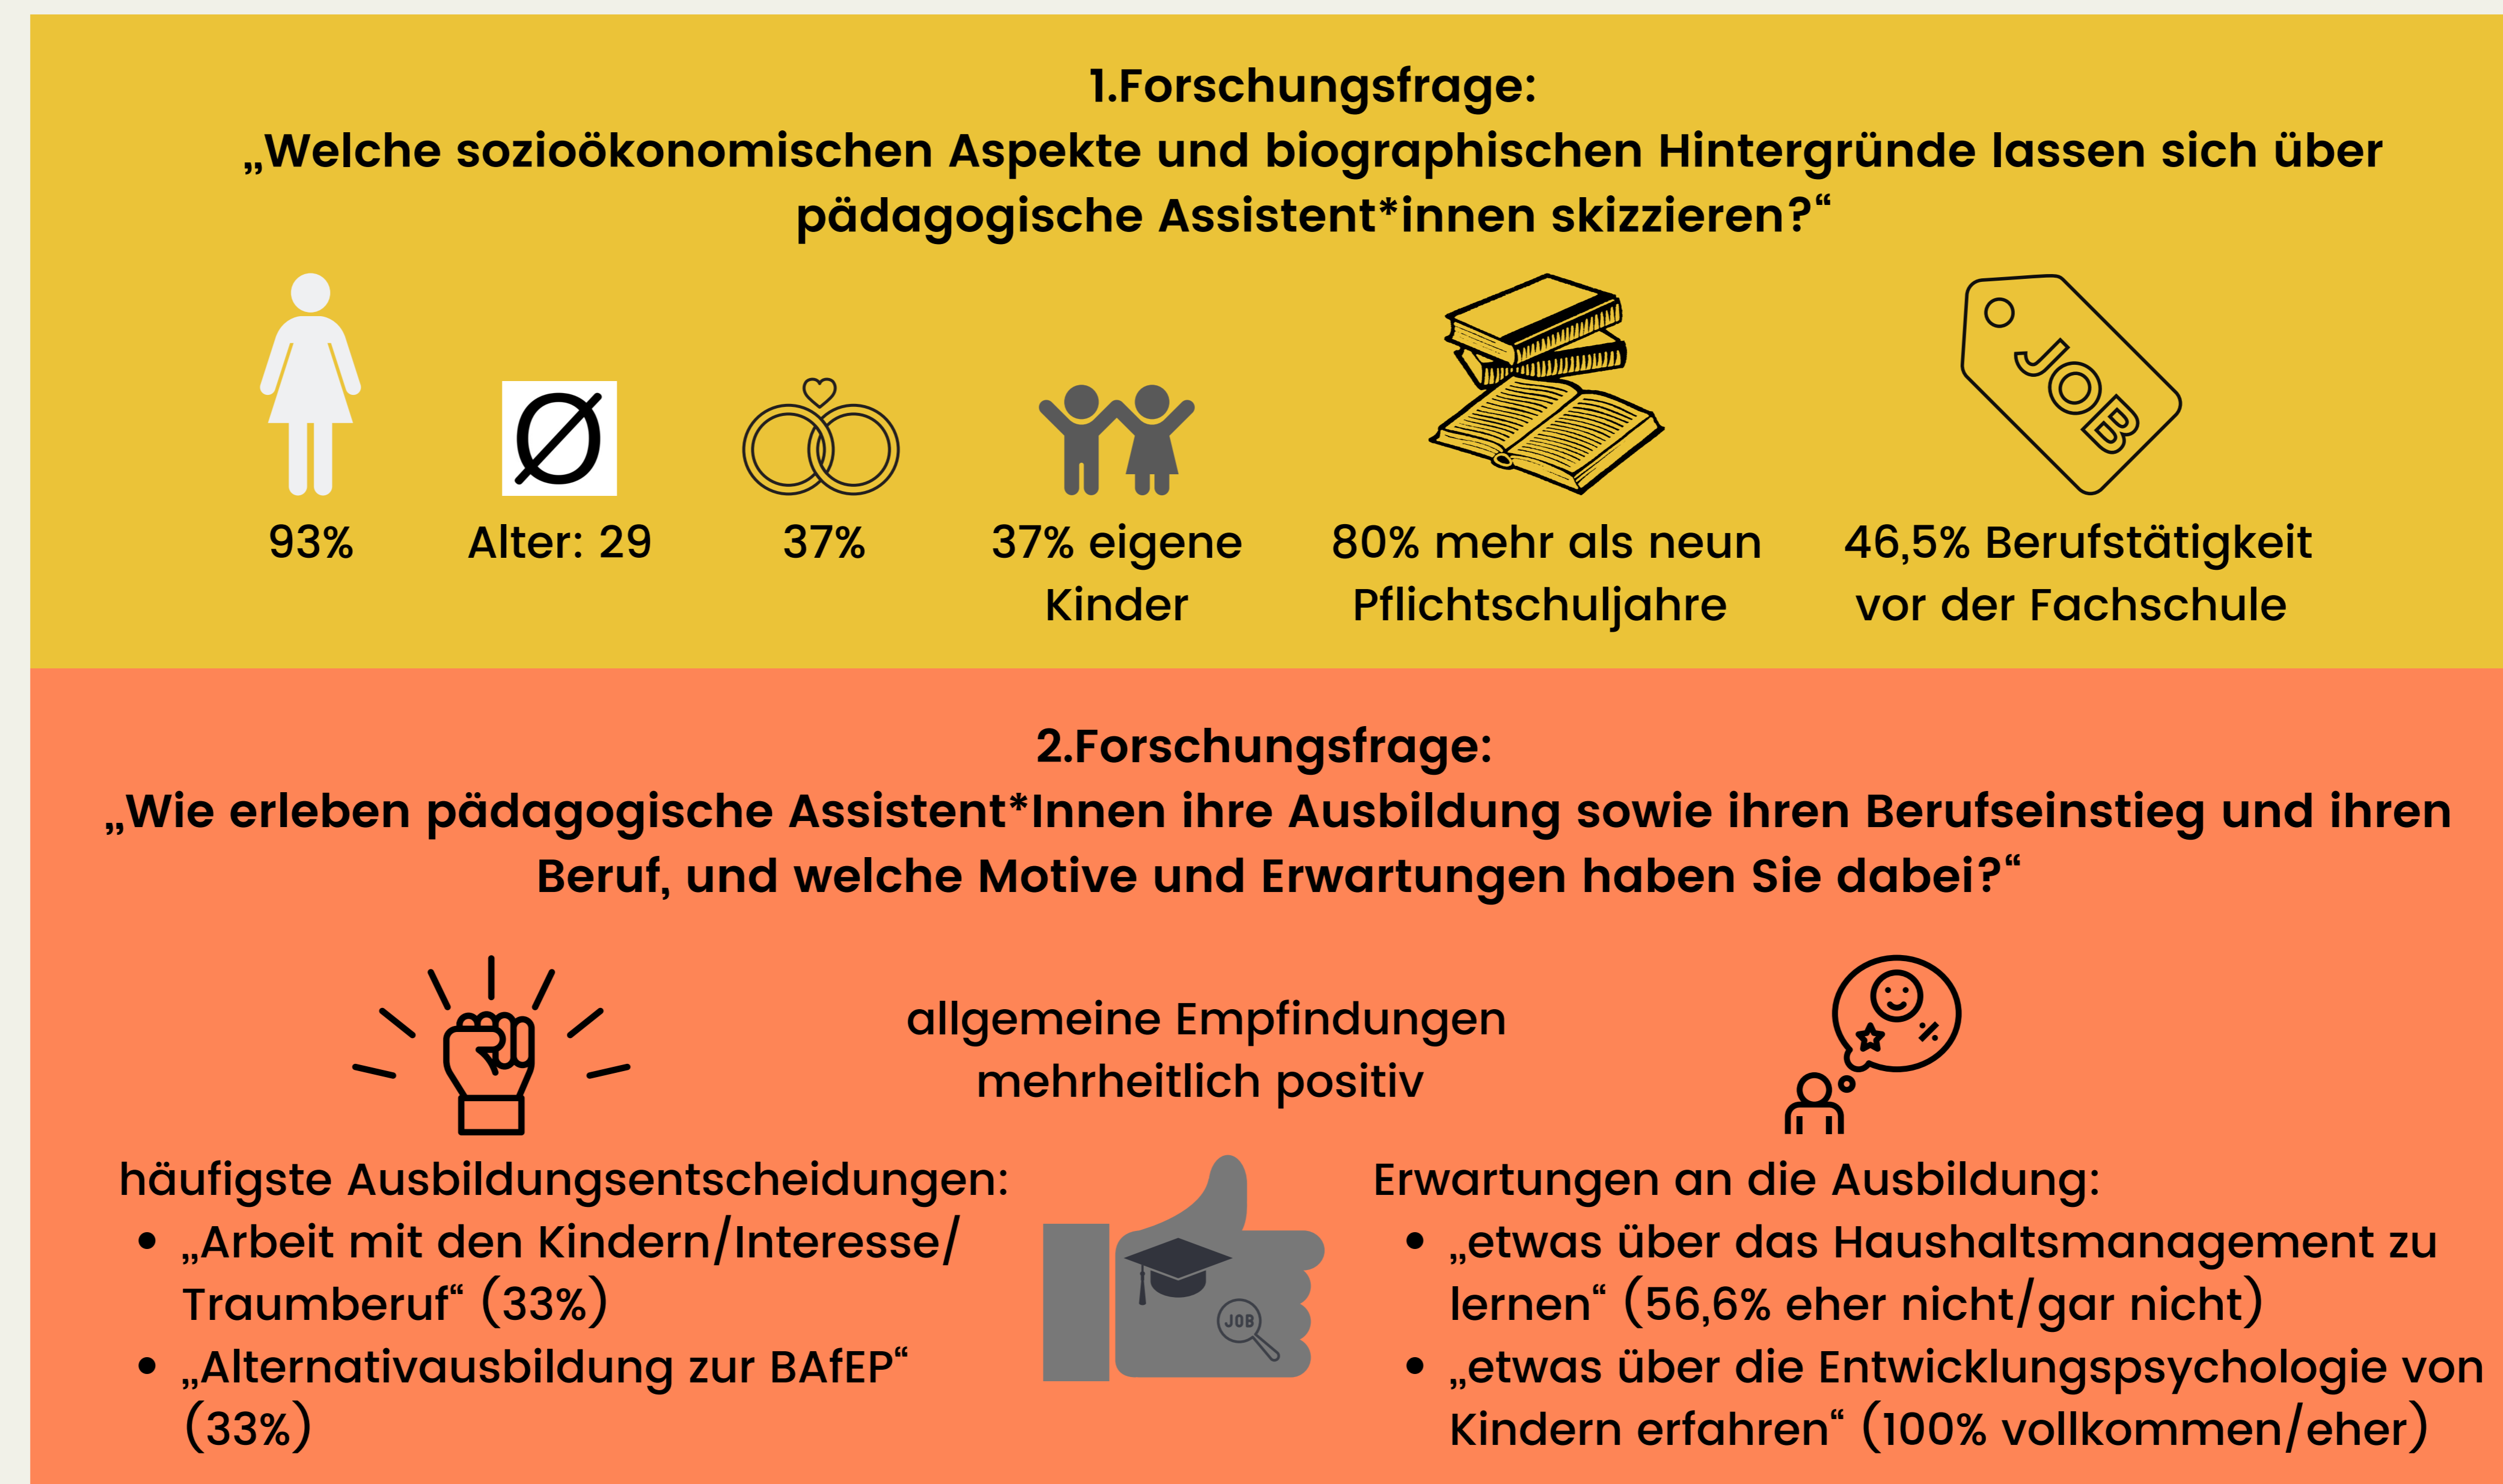 1.Forschungsfrage:
„Welche sozioökonomischen Aspekte und biographischen Hintergründe lassen sich über
pädagogische Assistent*innen skizzieren?“
JOB
Ø
93%
Alter: 29
37%
37% eigene
Kinder
80% mehr als neun
Pflichtschuljahre
46,5% Berufstätigkeit
vor der Fachschule
2.Forschungsfrage:
„Wie erleben pädagogische Assistent*Innen ihre Ausbildung sowie ihren Berufseinstieg und ihren
Beruf, und welche Motive und Erwartungen haben Sie dabei?“
allgemeine Empfindungen
mehrheitlich positiv
häufigste Ausbildungsentscheidungen:
• „Arbeit mit den Kindern/Interesse/
Traumberuf“ (33%)
• „Alternativausbildung zur BAfEP“
(33%)
JOB
Erwartungen an die Ausbildung:
• „etwas über das Haushaltsmanagement zu
lernen“ (56,6% eher nicht/gar nicht)
• „etwas über die Entwicklungspsychologie von
Kindern erfahren“ (100% vollkommen/eher)